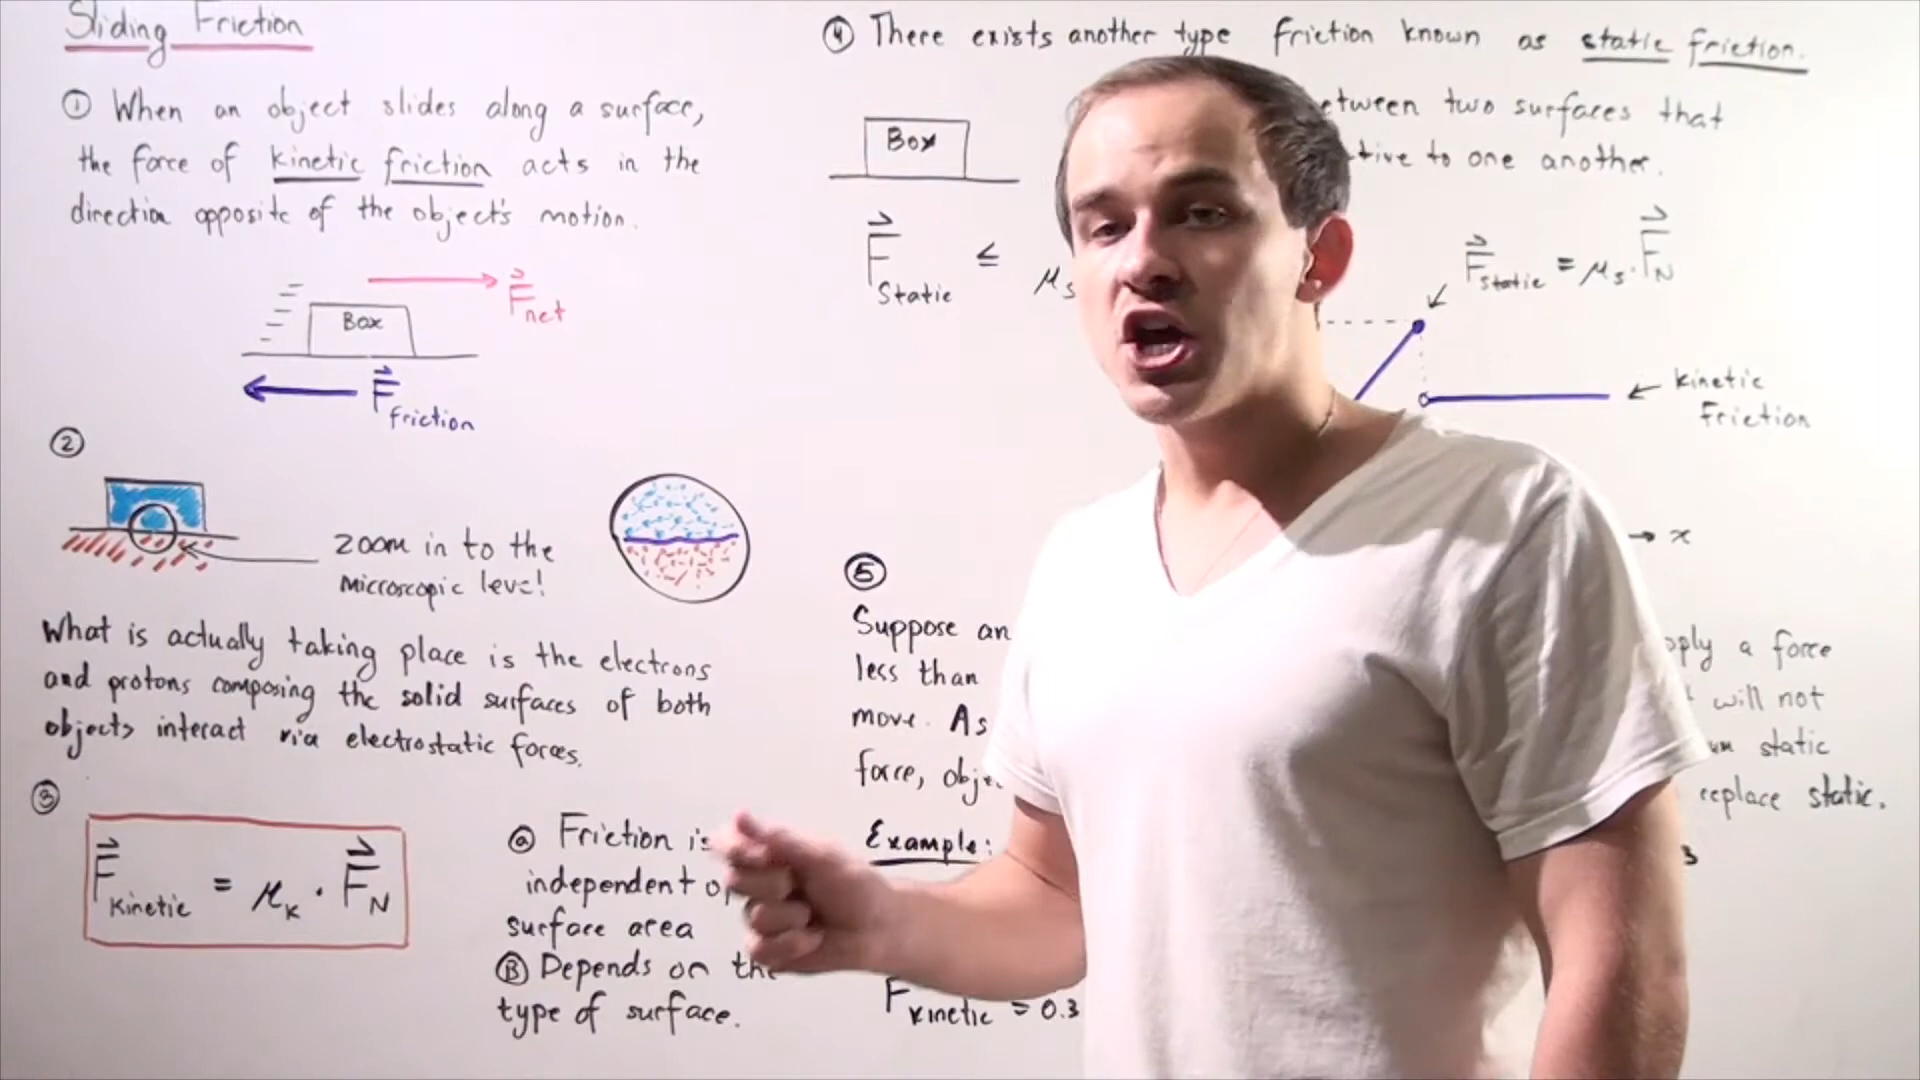 Sliding Friction
① When an object slides along a surface,
the force of kinetic friction acts in the
direction opposite of the object's motion.
F net
Box
F friction
②
zoom in to the
microscopic level!
What is actually taking place is the electrons
and protons composing the solid surfaces of both
objects interact via electrostatic forces.
③
F Kinetic = μk · FN
ⓐ Friction is
independent
surface area
Ⓑ Depends on the
type of surface.
④ There exists another type friction known as static friction.
Box
two surfaces that
to one another.
F Static ≤ μs
F static = μs · FN
kinetic
friction
x
⑤
Suppose an
less than
move. As
force,
a force
will not
static
replace static.
Example:
3
F kinetic = 0.3